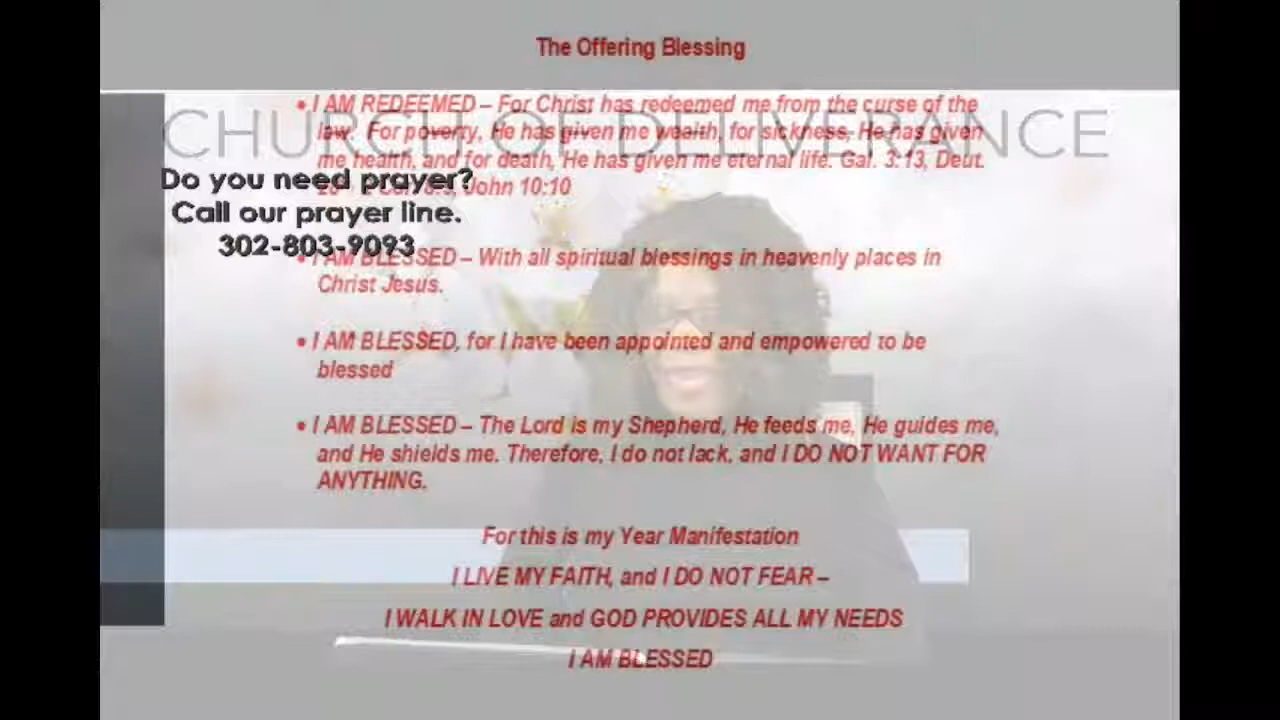 The Offering Blessing
• I AM REDEEMED – For Christ has redeemed me from the curse of the
CHURCH OF DELIVERANCE
law. For poverty, He has given me wealth, for sickness, He has given
me health, and for death, He has given me eternal life. Gal. 3:13, Deut.
John 10:10
Do you need prayer?
Call our prayer line.
302-803-9093
• I AM BLESSED – With all spiritual blessings in heavenly places in
Christ Jesus.
• I AM BLESSED, for I have been appointed and empowered to be
blessed
• I AM BLESSED – The Lord is my Shepherd, He feeds me, He guides me,
and He shields me. Therefore, I do not lack, and I DO NOT WANT FOR
ANYTHING.
For this is my Year Manifestation
I LIVE MY FAITH, and I DO NOT FEAR –
I WALK IN LOVE and GOD PROVIDES ALL MY NEEDS
I AM BLESSED